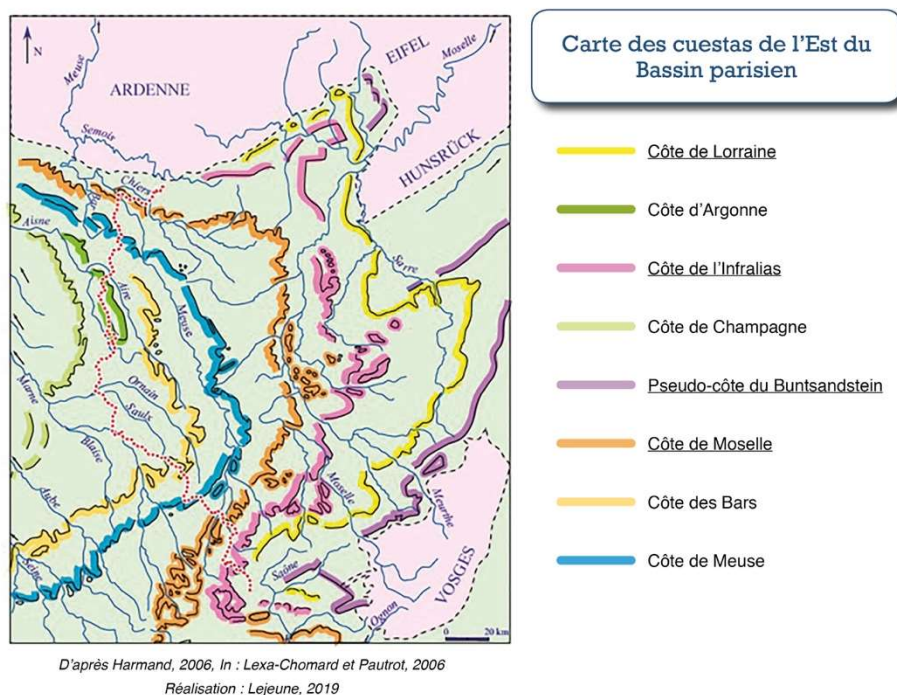 Carte des cuestas de l'Est du
Bassin parisien
N
Meuse
ARDENNE
EIFEL
Moselle
Semois
HUNSRÜCK
Chiers
Bar
Aisne
Sarre
Aire
Meuse
Ornain
Marne
Saulx
Blaise
Aube
Moselle
Meurthe
Seine
Saône
VOSGES
Ognon
0 20 km
Côte de Lorraine
Côte d'Argonne
Côte de l'Infralias
Côte de Champagne
Pseudo-côte du Buntsandstein
Côte de Moselle
Côte des Bars
Côte de Meuse
D'après Harmand, 2006, In : Lexa-Chomard et Pautrot, 2006
Réalisation : Lejeune, 2019